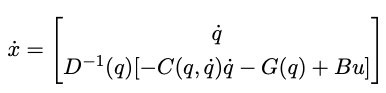 ẋ = [ q̇
D⁻¹(q)[−C(q, q̇)q̇ − G(q) + Bu] ]